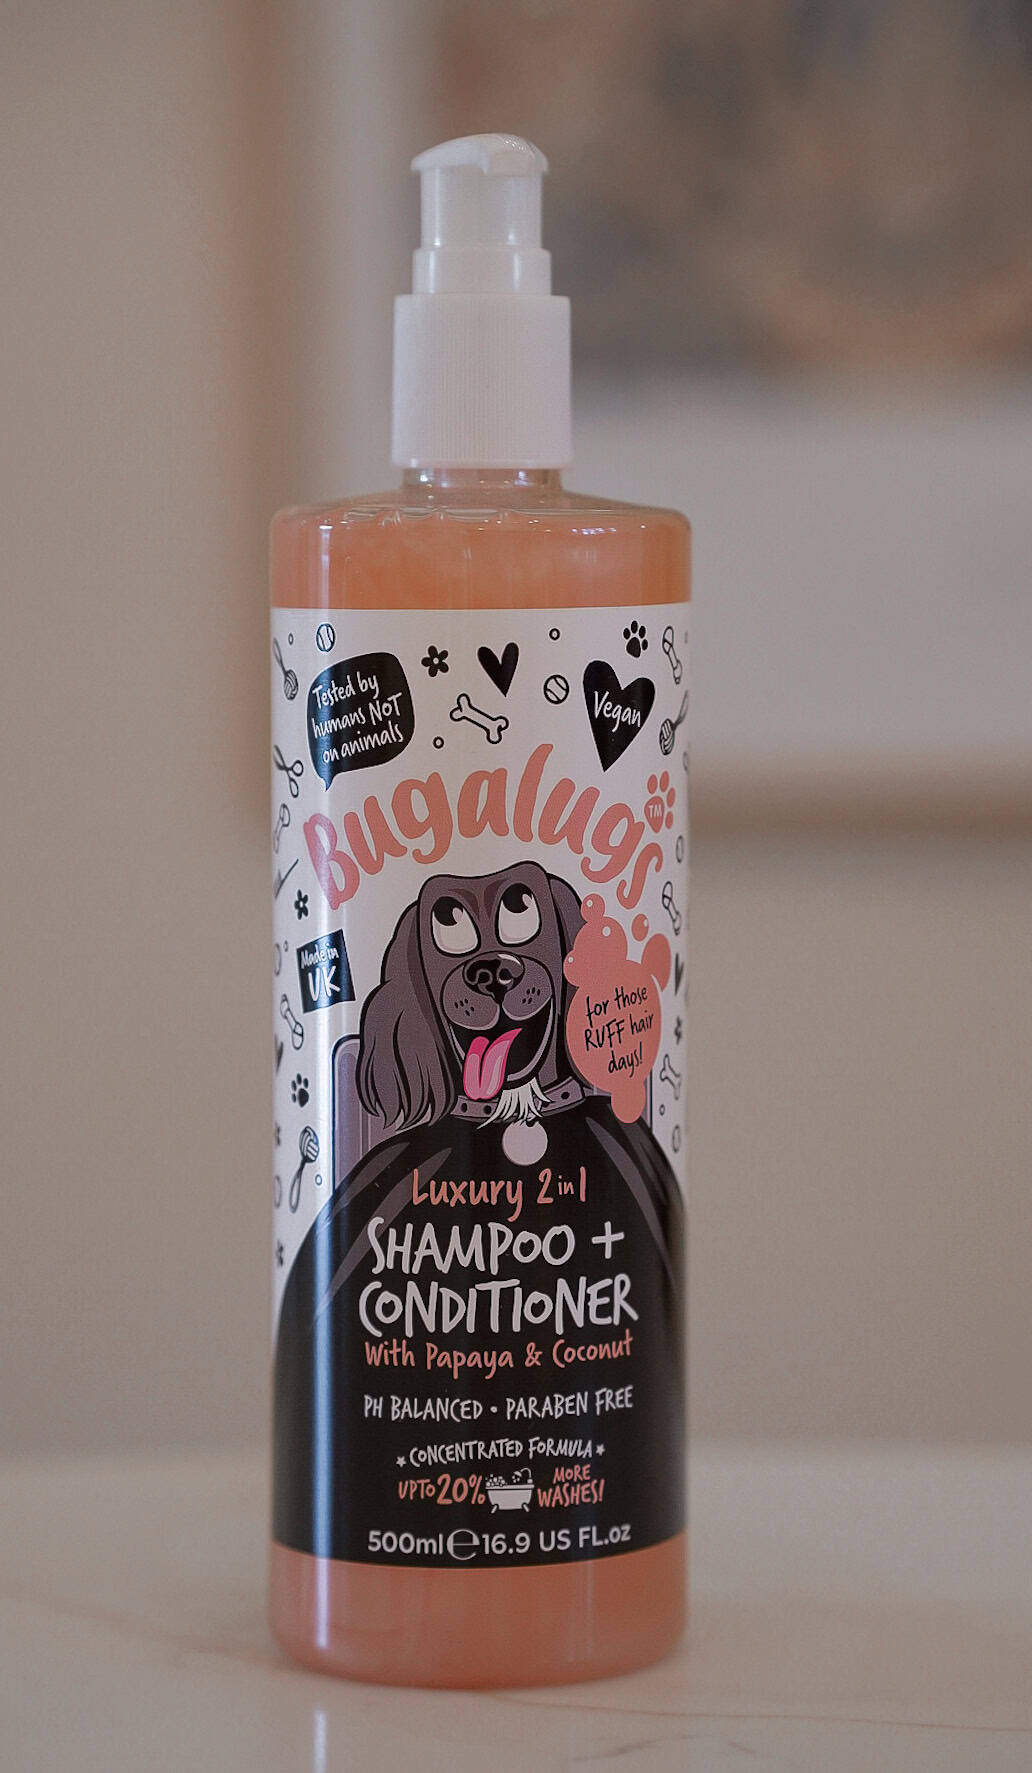 Tested by
humans NOT
on animals
Vegan
Bugalugs
TM
Made in
UK
for those
RUFF hair
days!
Luxury 2 in 1
SHAMPOO +
CONDITIONER
With Papaya & Coconut
PH BALANCED • PARABEN FREE
★ CONCENTRATED FORMULA ★
UP TO 20% MORE
WASHES!
500ml ℮ 16.9 US FL.oz